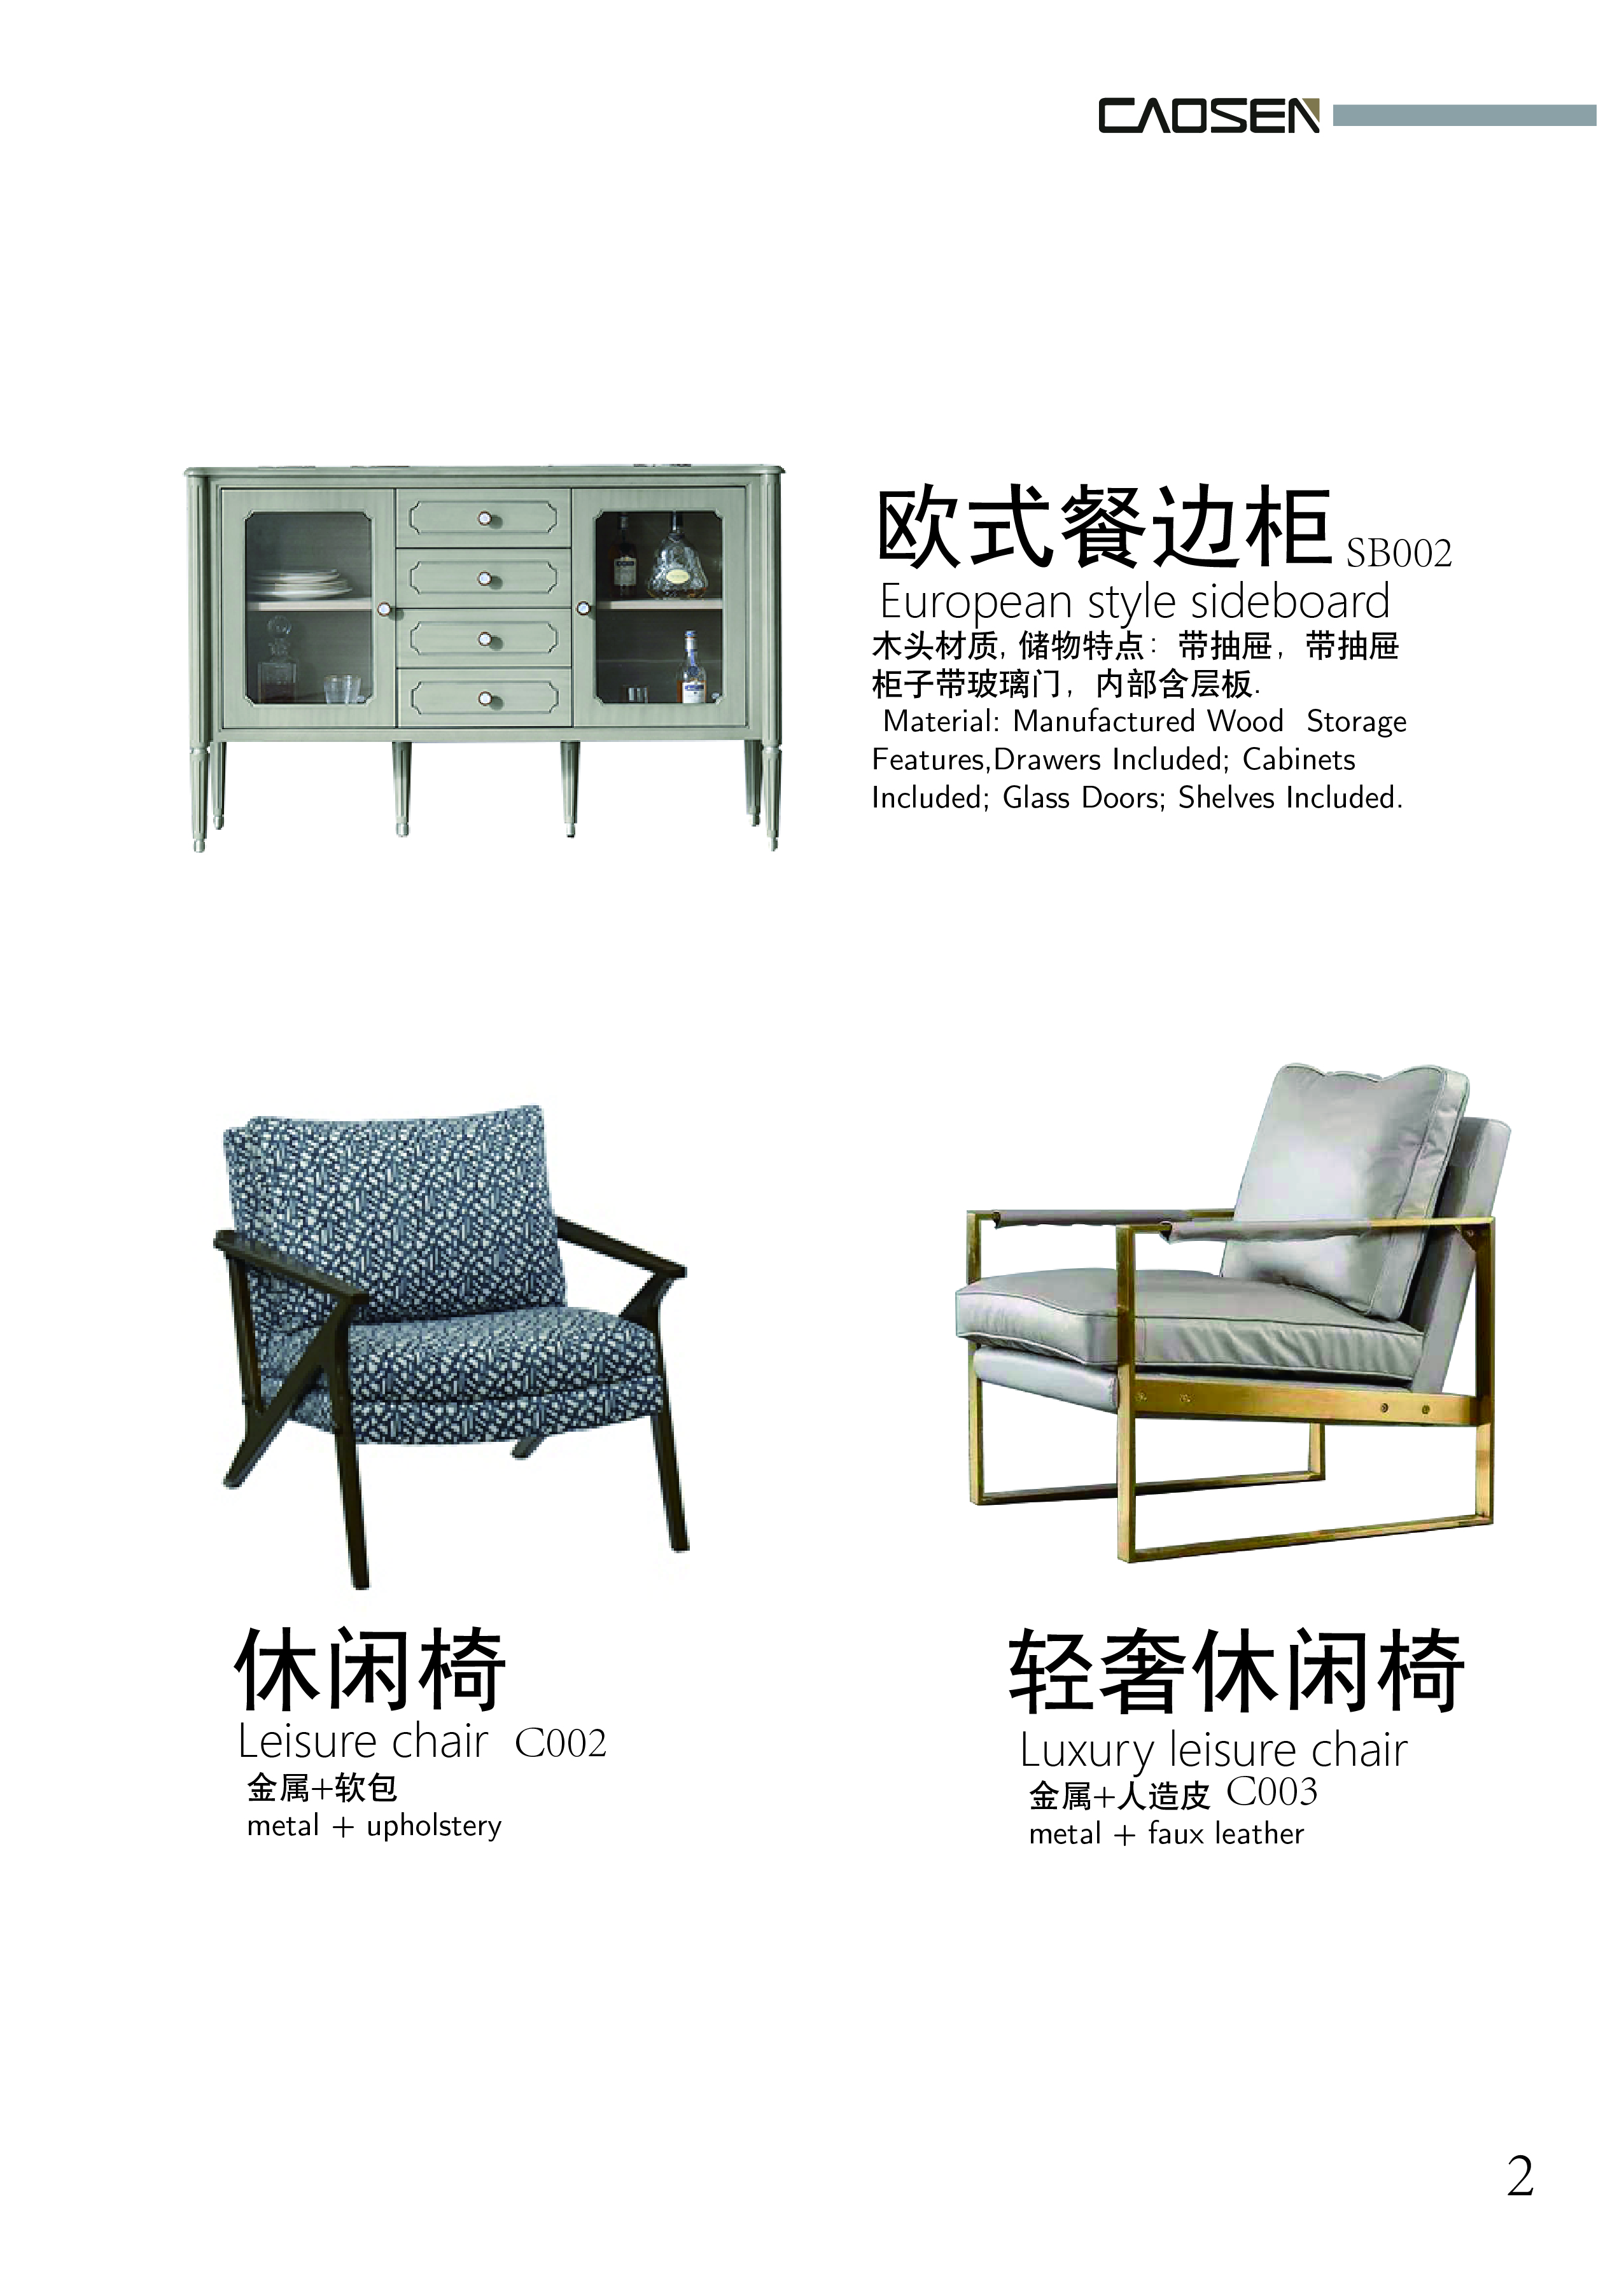 CAOSEN
欧式餐边柜 SB002
European style sideboard
木头材质, 储物特点: 带抽屉, 带抽屉
柜子带玻璃门, 内部含层板.
Material: Manufactured Wood Storage
Features,Drawers Included; Cabinets
Included; Glass Doors; Shelves Included.
休闲椅
Leisure chair C002
金属+软包
metal + upholstery
轻奢休闲椅
Luxury leisure chair
金属+人造皮 C003
metal + faux leather
2